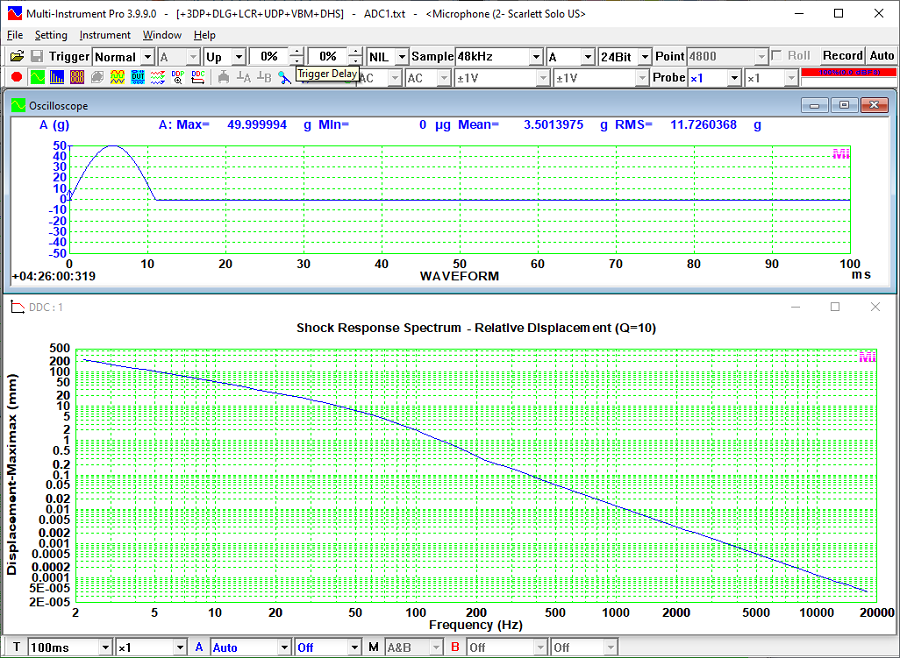 Multi-Instrument Pro 3.9.9.0 - [+3DP+DLG+LCR+UDP+VBM+DHS] - ADC1.txt - <Microphone (2- Scarlett Solo US>
File Setting Instrument Window Help
Trigger Normal A Up 0% 0% NIL Sample 48kHz A 24Bit Point 4800 Roll Record Auto
Trigger Delay AC AC ±1V ±1V Probe ×1 ×1
Oscilloscope
A (g) A: Max= 49.999994 g Min= 0 µg Mean= 3.5013975 g RMS= 11.7260368 g
50
40
30
20
10
0
-10
-20
-30
-40
-50
Mi
0 10 20 30 40 50 60 70 80 90 100
+04:26:00:319 WAVEFORM ms
DDC: 1
Shock Response Spectrum - Relative Displacement (Q=10)
Displacement-Maximax (mm)
500
200
100
50
20
10
5
2
1
0.5
0.2
0.1
0.05
0.02
0.01
0.005
0.002
0.001
0.0005
0.0002
0.0001
5E-005
2E-005
Mi
2 5 10 20 50 100 200 500 1000 2000 5000 10000 20000
Frequency (Hz)
T 100ms ×1 A Auto Off M A&B B Off Off